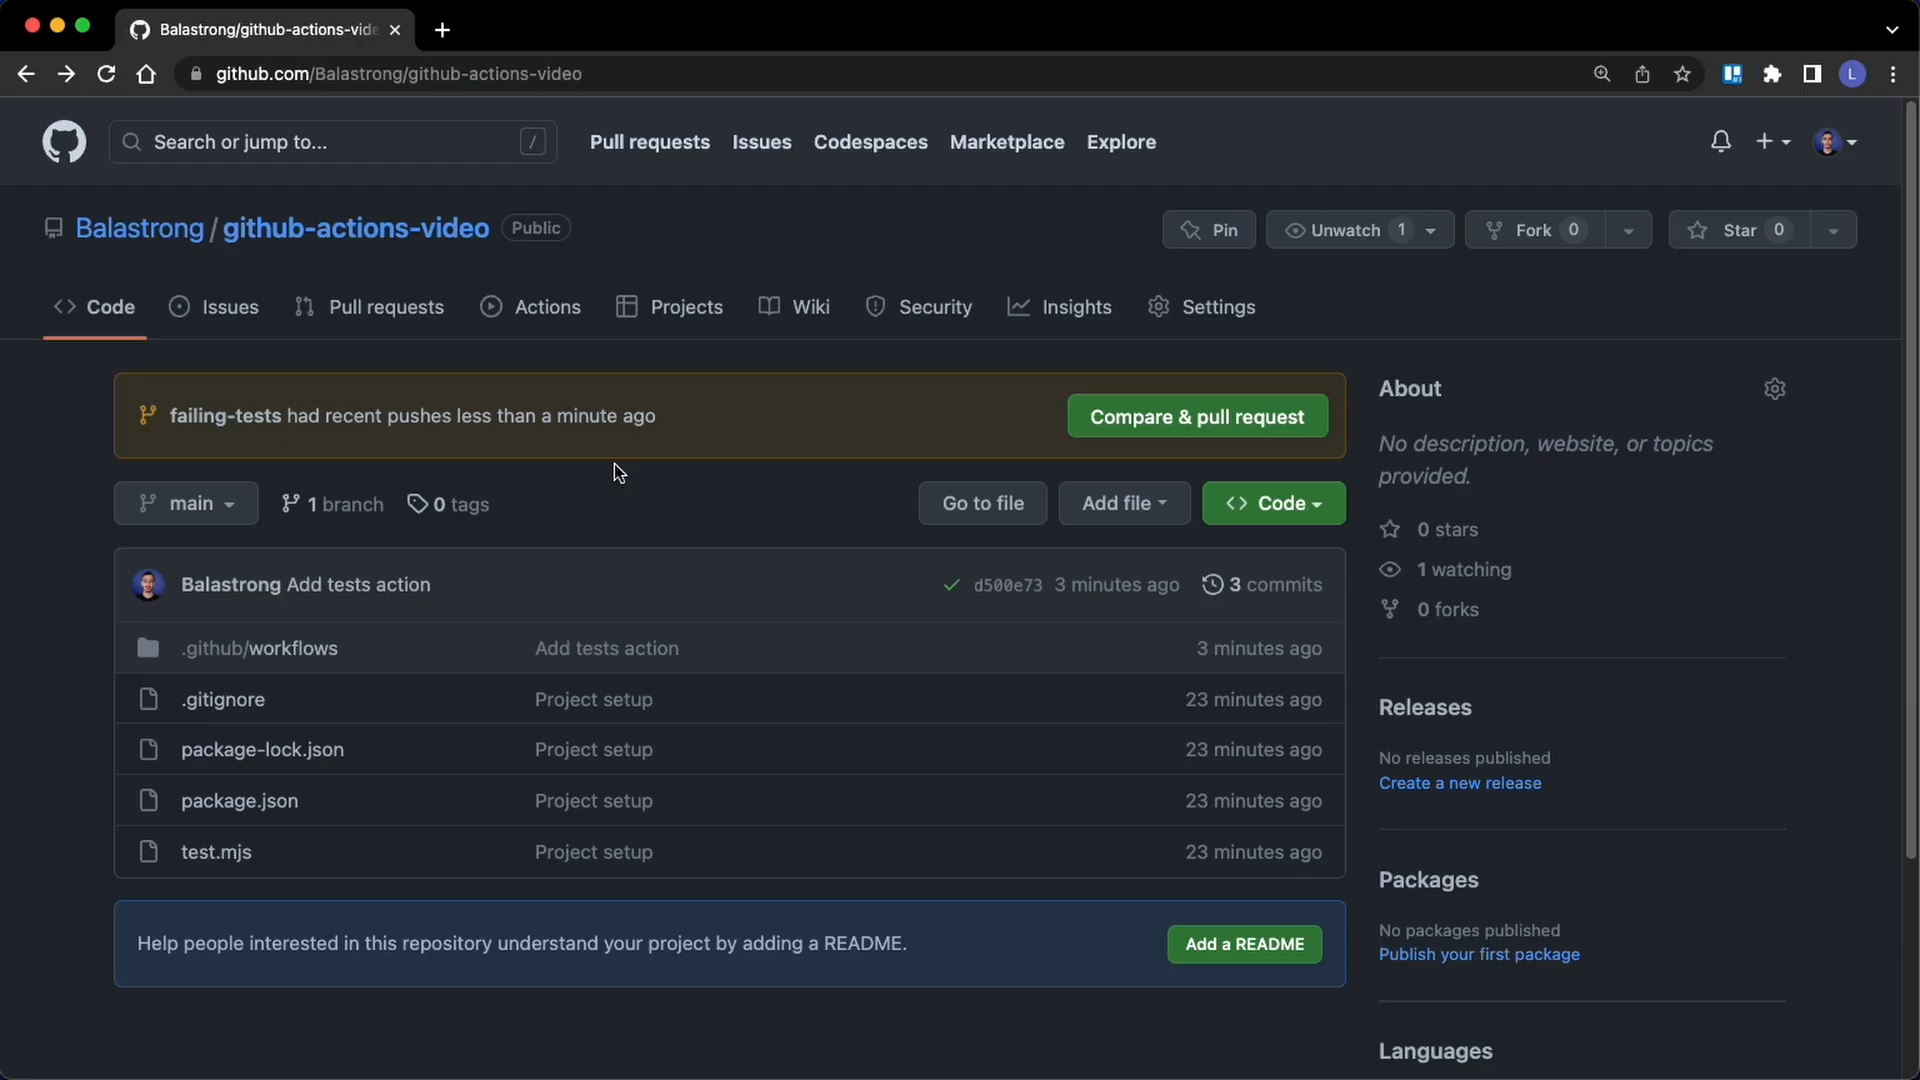 Balastrong/github-actions-vide
github.com/Balastrong/github-actions-video
L
Search or jump to...
/
Pull requests
Issues
Codespaces
Marketplace
Explore
Balastrong / github-actions-video
Public
Pin
Unwatch 1
Fork 0
Star 0
Code
Issues
Pull requests
Actions
Projects
Wiki
Security
Insights
Settings
failing-tests had recent pushes less than a minute ago
Compare & pull request
main
1 branch
0 tags
Go to file
Add file
Code
Balastrong Add tests action
d500e73 3 minutes ago
3 commits
.github/workflows
Add tests action
3 minutes ago
.gitignore
Project setup
23 minutes ago
package-lock.json
Project setup
23 minutes ago
package.json
Project setup
23 minutes ago
test.mjs
Project setup
23 minutes ago
Help people interested in this repository understand your project by adding a README.
Add a README
About
No description, website, or topics
provided.
0 stars
1 watching
0 forks
Releases
No releases published
Create a new release
Packages
No packages published
Publish your first package
Languages